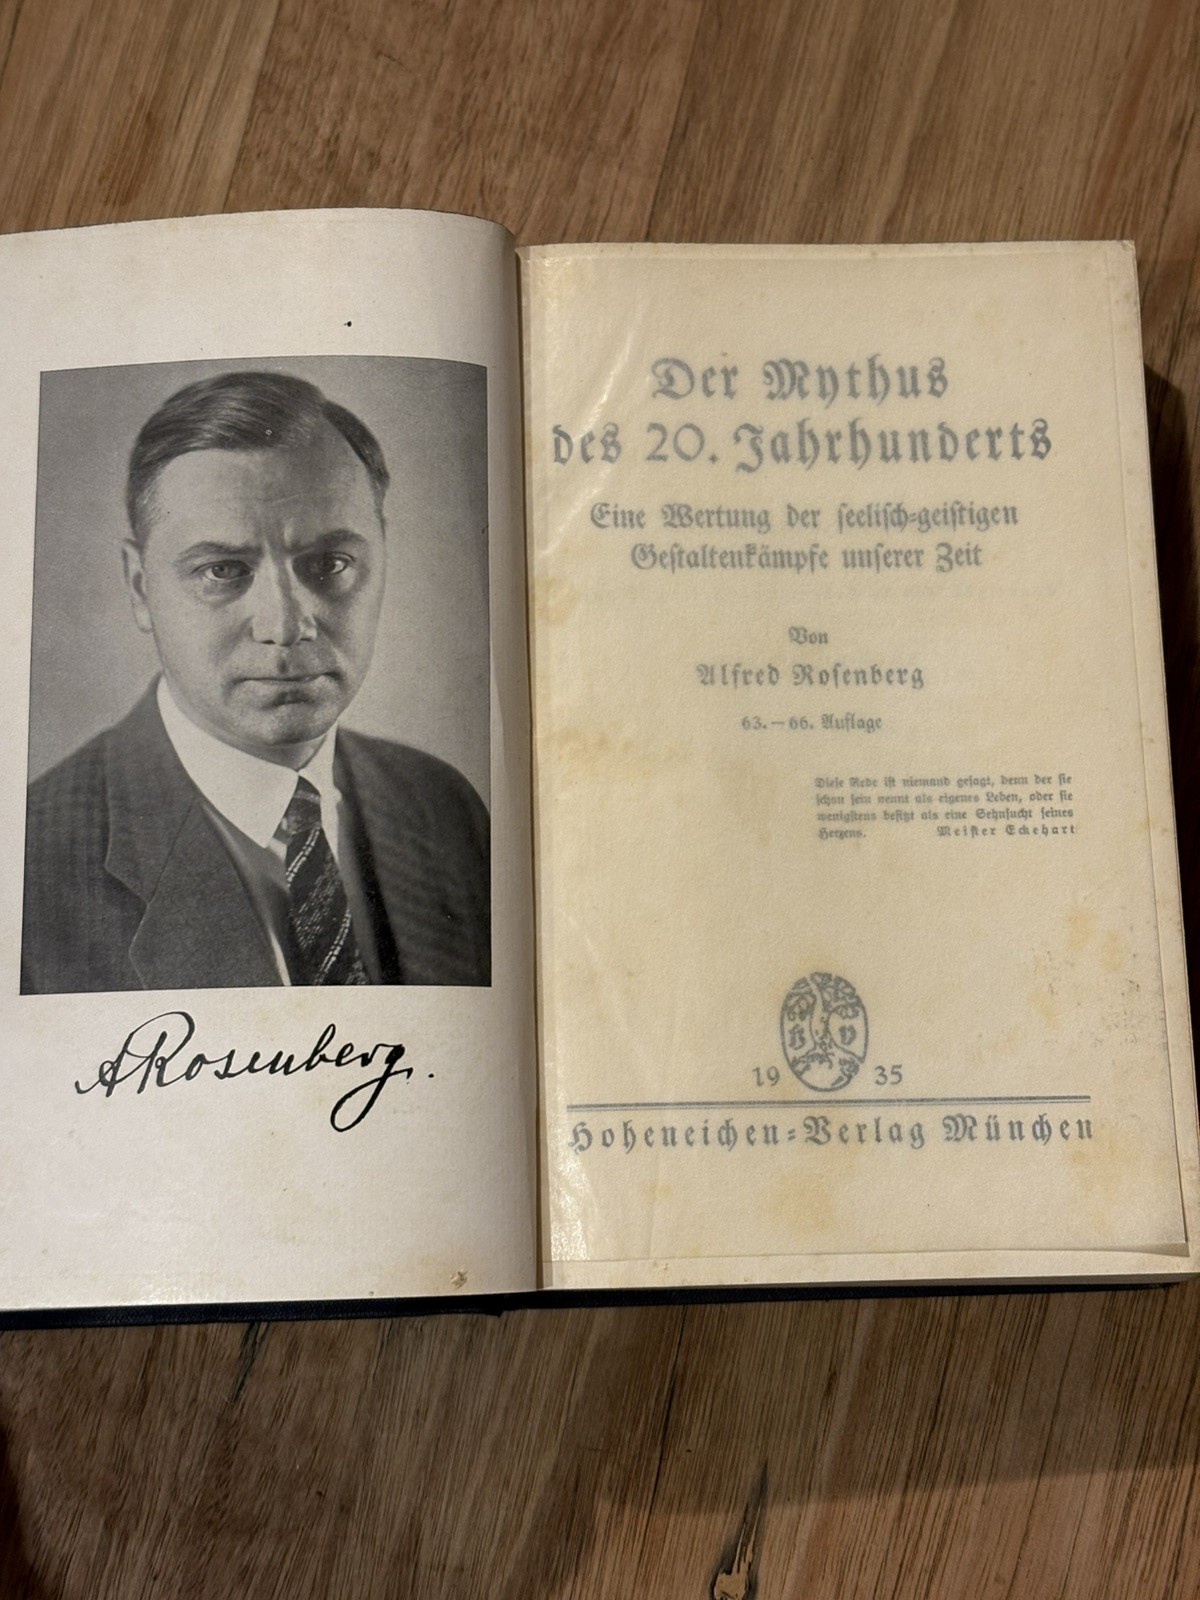 ARosenberg.
Der Mythus
des 20. Jahrhunderts
Eine Wertung der seelisch-geistigen
Gestaltenkämpfe unserer Zeit
Von
Alfred Rosenberg
63.–66. Auflage
Diese Rede ist niemand gesagt, denn der sie
schon sein nennt als eigenes Leben, oder sie
wenigstens besitzt als eine Sehnsucht seines
Herzens. Meister Eckehart
H V
19 35
Hoheneichen-Verlag München